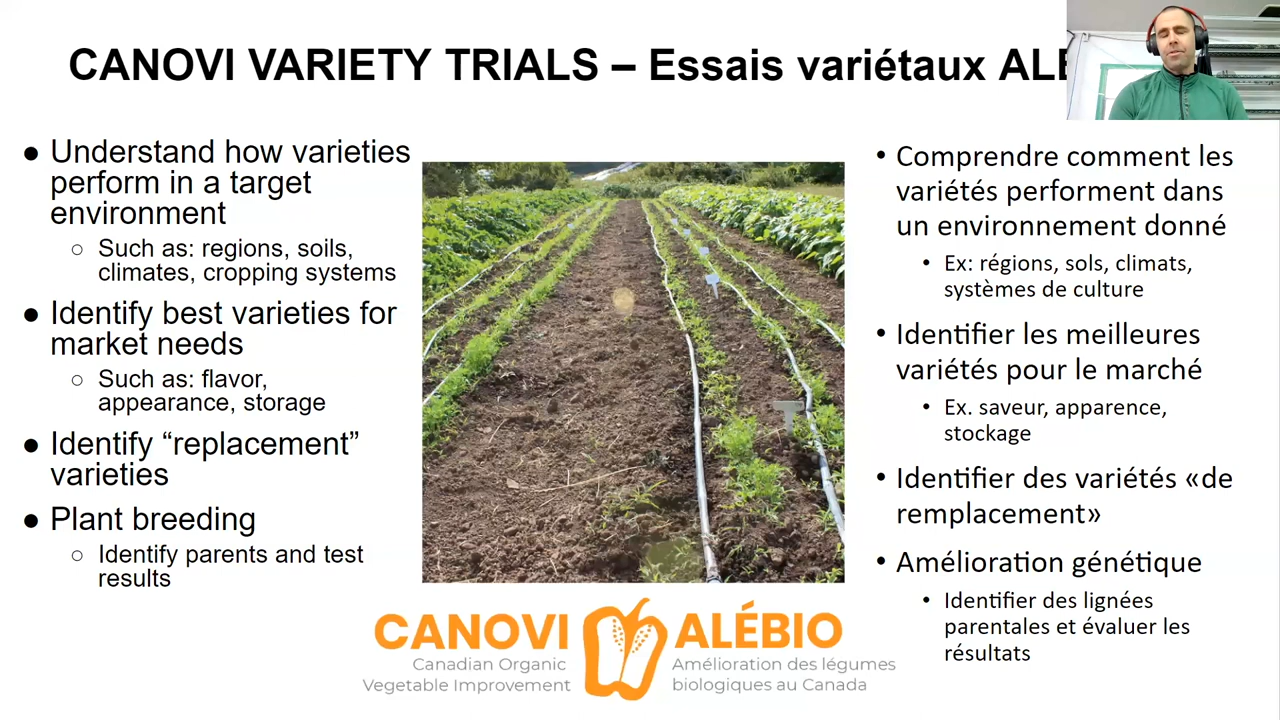 CANOVI VARIETY TRIALS – Essais variétaux
● Understand how varieties
perform in a target
environment
○ Such as: regions, soils,
climates, cropping systems
● Identify best varieties for
market needs
○ Such as: flavor,
appearance, storage
● Identify “replacement”
varieties
● Plant breeding
○ Identify parents and test
results
• Comprendre comment les
variétés performent dans
un environnement donné
• Ex: régions, sols, climats,
systèmes de culture
• Identifier les meilleures
variétés pour le marché
• Ex. saveur, apparence,
stockage
• Identifier des variétés «de
remplacement»
• Amélioration génétique
• Identifier des lignées
parentales et évaluer les
résultats
CANOVI
Canadian Organic
Vegetable Improvement
ALÉBIO
Amélioration des légumes
biologiques au Canada